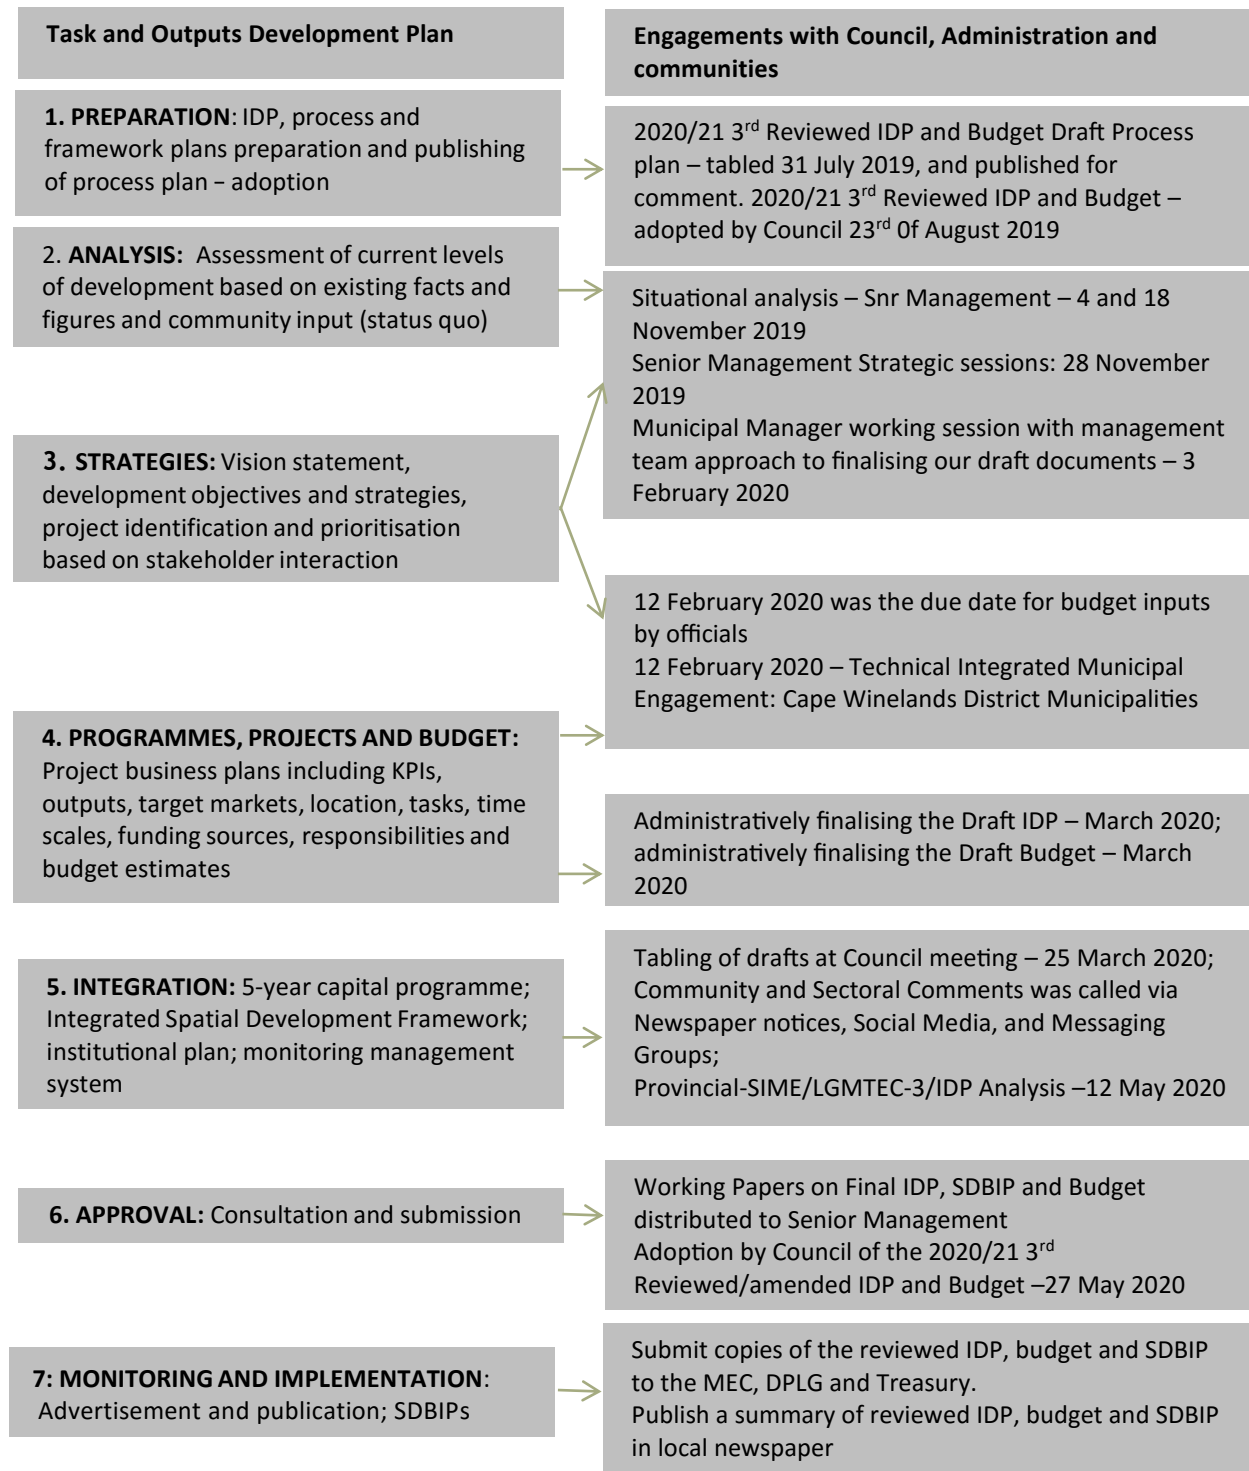 Task and Outputs Development Plan
Engagements with Council, Administration and
communities
1. PREPARATION: IDP, process and
framework plans preparation and publishing
of process plan – adoption
2020/21 3rd Reviewed IDP and Budget Draft Process
plan – tabled 31 July 2019, and published for
comment. 2020/21 3rd Reviewed IDP and Budget –
adopted by Council 23rd 0f August 2019
2. ANALYSIS: Assessment of current levels
of development based on existing facts and
figures and community input (status quo)
Situational analysis – Snr Management – 4 and 18
November 2019
Senior Management Strategic sessions: 28 November
2019
Municipal Manager working session with management
team approach to finalising our draft documents – 3
February 2020
3. STRATEGIES: Vision statement,
development objectives and strategies,
project identification and prioritisation
based on stakeholder interaction
12 February 2020 was the due date for budget inputs
by officials
12 February 2020 – Technical Integrated Municipal
Engagement: Cape Winelands District Municipalities
4. PROGRAMMES, PROJECTS AND BUDGET:
Project business plans including KPIs,
outputs, target markets, location, tasks, time
scales, funding sources, responsibilities and
budget estimates
Administratively finalising the Draft IDP – March 2020;
administratively finalising the Draft Budget – March
2020
5. INTEGRATION: 5-year capital programme;
Integrated Spatial Development Framework;
institutional plan; monitoring management
system
Tabling of drafts at Council meeting – 25 March 2020;
Community and Sectoral Comments was called via
Newspaper notices, Social Media, and Messaging
Groups;
Provincial-SIME/LGMTEC-3/IDP Analysis –12 May 2020
6. APPROVAL: Consultation and submission
Working Papers on Final IDP, SDBIP and Budget
distributed to Senior Management
Adoption by Council of the 2020/21 3rd
Reviewed/amended IDP and Budget –27 May 2020
7: MONITORING AND IMPLEMENTATION:
Advertisement and publication; SDBIPs
Submit copies of the reviewed IDP, budget and SDBIP
to the MEC, DPLG and Treasury.
Publish a summary of reviewed IDP, budget and SDBIP
in local newspaper